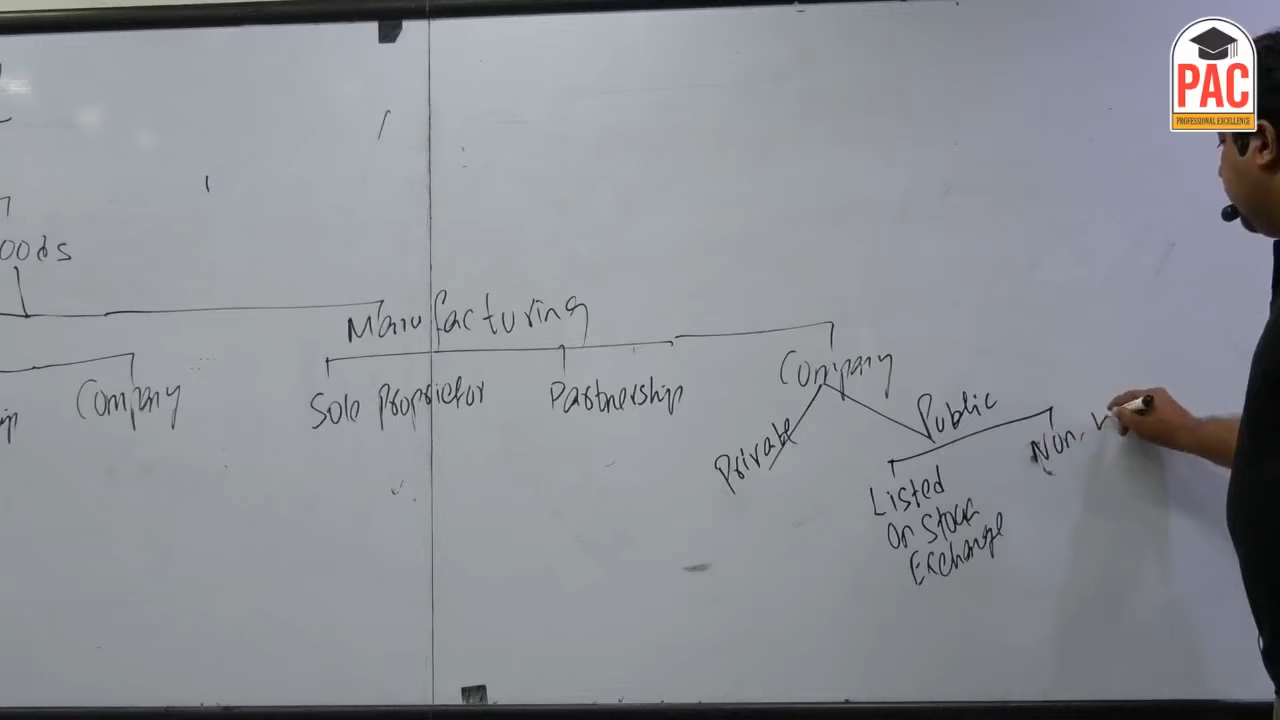 PAC
PROFESSIONAL EXCELLENCE
oods
Manufacturing
Company
Sole Proprietor
Partnership
Company
Private
Public
Listed
On Stock
Exchange
Non.